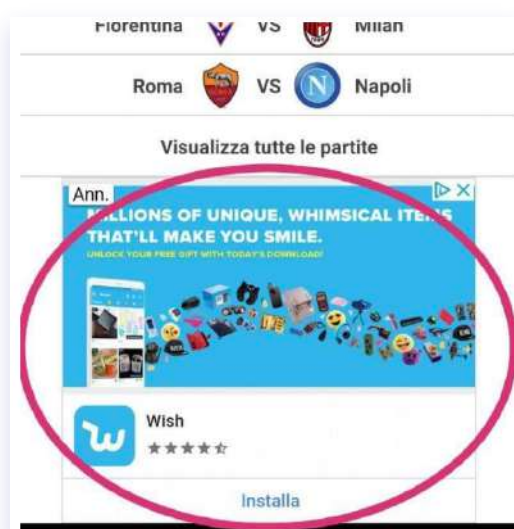 Fiorentina VS Milan
Roma VS Napoli
Visualizza tutte le partite
Ann.
MILLIONS OF UNIQUE, WHIMSICAL ITEMS
THAT'LL MAKE YOU SMILE.
UNLOCK YOUR FREE GIFT WITH TODAY'S DOWNLOAD!
Wish
Installa